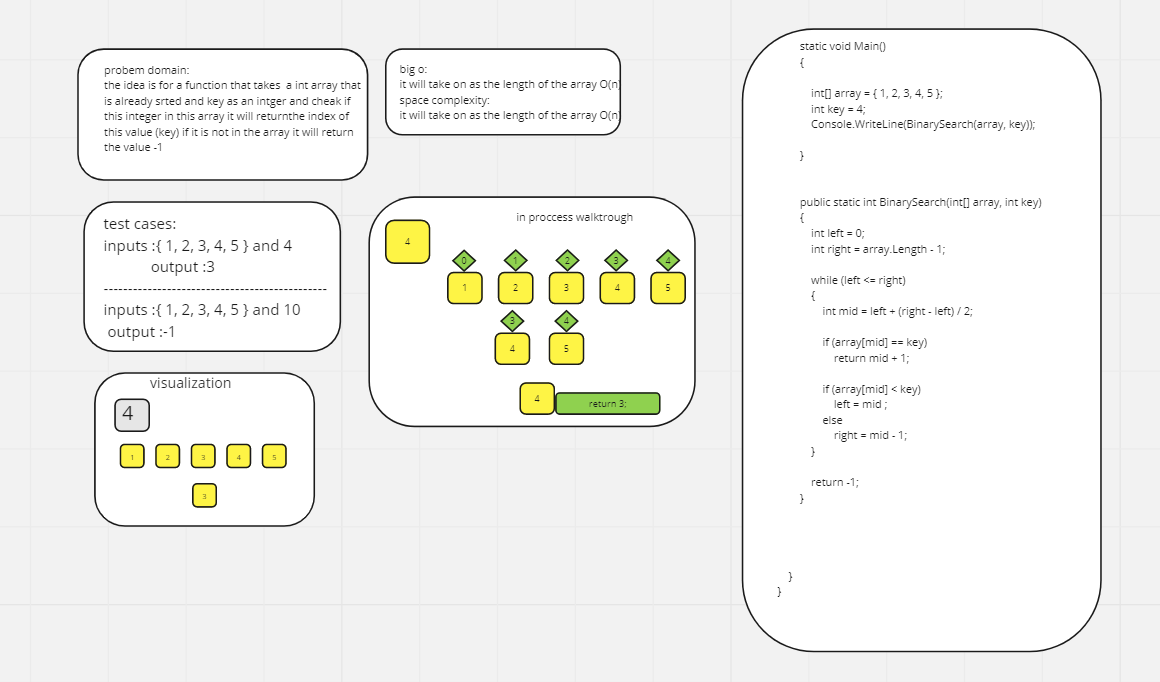 probem domain:
the idea is for a function that takes  a int array that
is already srted and key as an intger and cheak if
this integer in this array it will returnthe index of
this value (key) if it is not in the array it will return
the value -1
big o:
it will take on as the length of the array O(n)
space complexity:
it will take on as the length of the array O(n)
test cases:
inputs :{ 1, 2, 3, 4, 5 } and 4
output :3
----------------------------------------------
inputs :{ 1, 2, 3, 4, 5 } and 10
output :-1
visualization
4
1 2 3 4 5
3
in proccess walktrough
4
0 1 2 3 4
1 2 3 4 5
3 4
4 5
4 return 3;
static void Main()
{
int[] array = { 1, 2, 3, 4, 5 };
int key = 4;
Console.WriteLine(BinarySearch(array, key));
}
public static int BinarySearch(int[] array, int key)
{
int left = 0;
int right = array.Length - 1;
while (left <= right)
{
int mid = left + (right - left) / 2;
if (array[mid] == key)
return mid + 1;
if (array[mid] < key)
left = mid ;
else
right = mid - 1;
}
return -1;
}
}
}